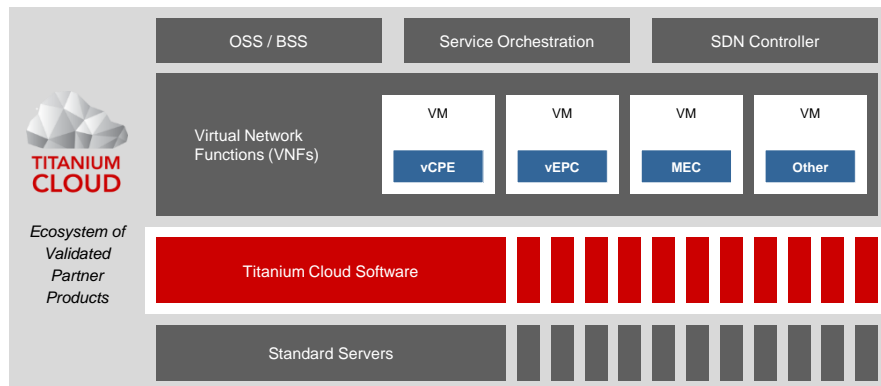 OSS / BSS
Service Orchestration
SDN Controller
TITANIUM
CLOUD
Ecosystem of
Validated
Partner
Products
Virtual Network
Functions (VNFs)
VM
vCPE
VM
vEPC
VM
MEC
VM
Other
Titanium Cloud Software
Standard Servers